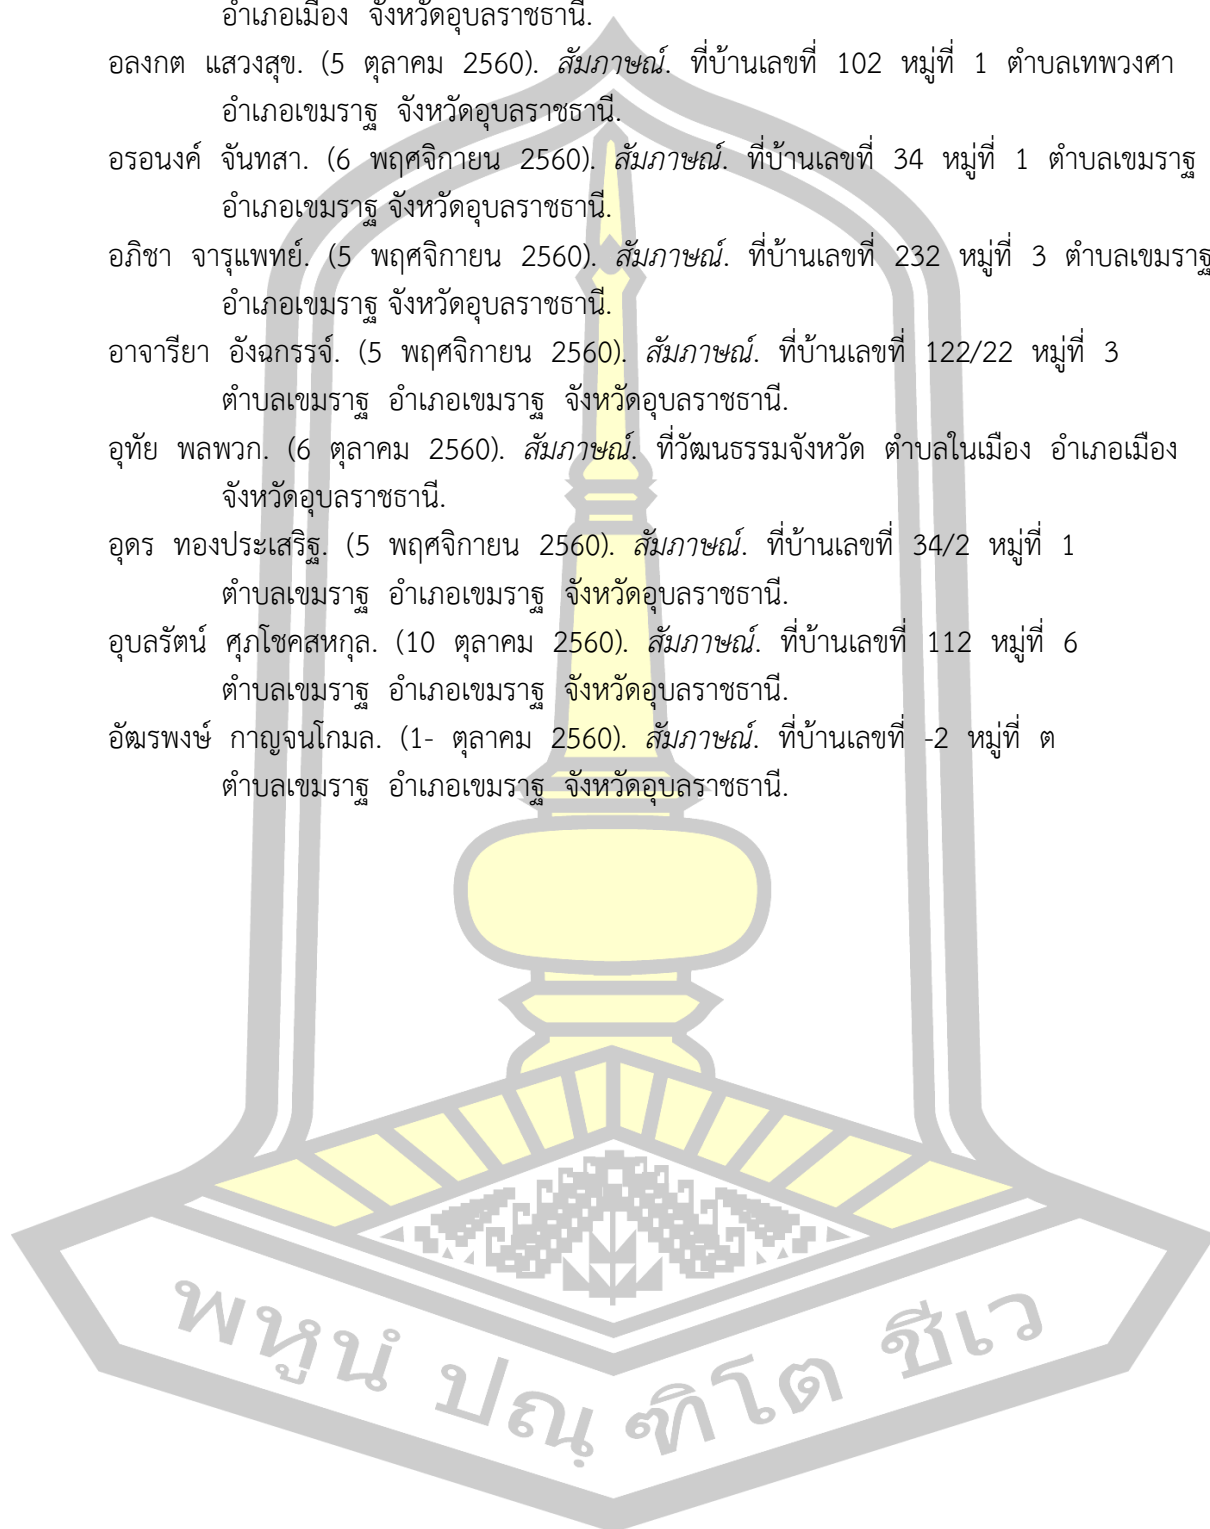 อำเภอเมือง จังหวัดอุบลราชธานี.
อลงกต แสวงสุข. (5 ตุลาคม 2560). สัมภาษณ์. ที่บ้านเลขที่ 102 หมู่ที่ 1 ตำบลเทพวงศา
อำเภอเขมราฐ จังหวัดอุบลราชธานี.
อรอนงค์ จันทสา. (6 พฤศจิกายน 2560). สัมภาษณ์. ที่บ้านเลขที่ 34 หมู่ที่ 1 ตำบลเขมราฐ
อำเภอเขมราฐ จังหวัดอุบลราชธานี.
อภิชา จารุแพทย์. (5 พฤศจิกายน 2560). สัมภาษณ์. ที่บ้านเลขที่ 232 หมู่ที่ 3 ตำบลเขมราฐ
อำเภอเขมราฐ จังหวัดอุบลราชธานี.
อาจารียา อังฉกรรจ์. (5 พฤศจิกายน 2560). สัมภาษณ์. ที่บ้านเลขที่ 122/22 หมู่ที่ 3
ตำบลเขมราฐ อำเภอเขมราฐ จังหวัดอุบลราชธานี.
อุทัย พลพวก. (6 ตุลาคม 2560). สัมภาษณ์. ที่วัฒนธรรมจังหวัด ตำบลในเมือง อำเภอเมือง
จังหวัดอุบลราชธานี.
อุดร ทองประเสริฐ. (5 พฤศจิกายน 2560). สัมภาษณ์. ที่บ้านเลขที่ 34/2 หมู่ที่ 1
ตำบลเขมราฐ อำเภอเขมราฐ จังหวัดอุบลราชธานี.
อุบลรัตน์ ศุภโชคสหกุล. (10 ตุลาคม 2560). สัมภาษณ์. ที่บ้านเลขที่ 112 หมู่ที่ 6
ตำบลเขมราฐ อำเภอเขมราฐ จังหวัดอุบลราชธานี.
อัฒรพงษ์ กาญจนโกมล. (1- ตุลาคม 2560). สัมภาษณ์. ที่บ้านเลขที่ -2 หมู่ที่ ต
ตำบลเขมราฐ อำเภอเขมราฐ จังหวัดอุบลราชธานี.
พหูนํ ปณฺฑิโต ชีเว